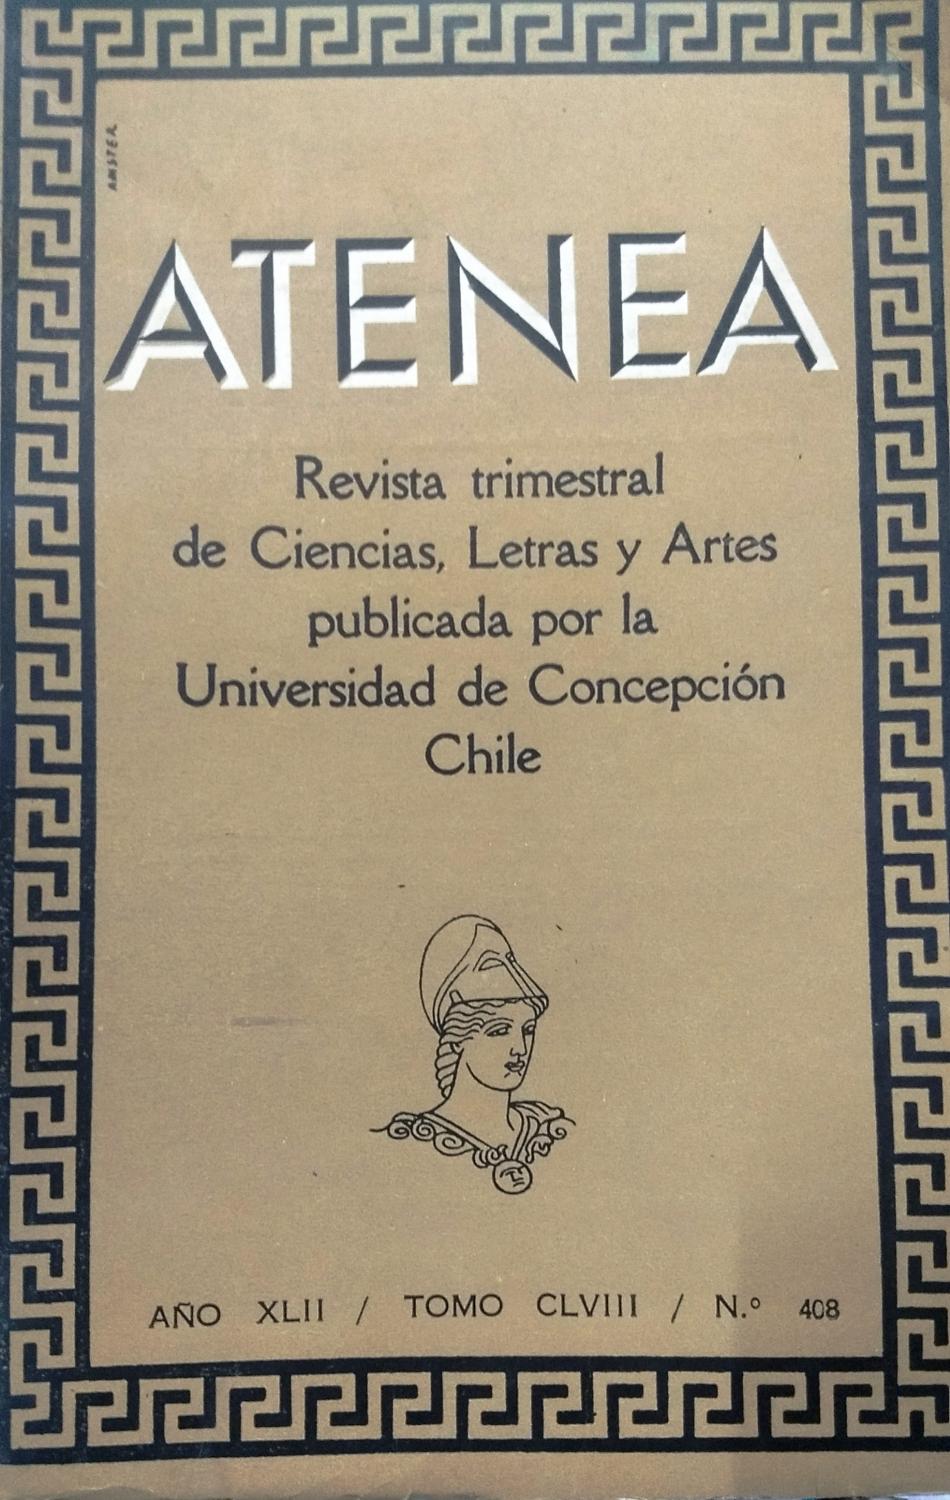 AMSTER
ATENEA
Revista trimestral
de Ciencias, Letras y Artes
publicada por la
Universidad de Concepción
Chile
AÑO XLII / TOMO CLVIII / N.º 408